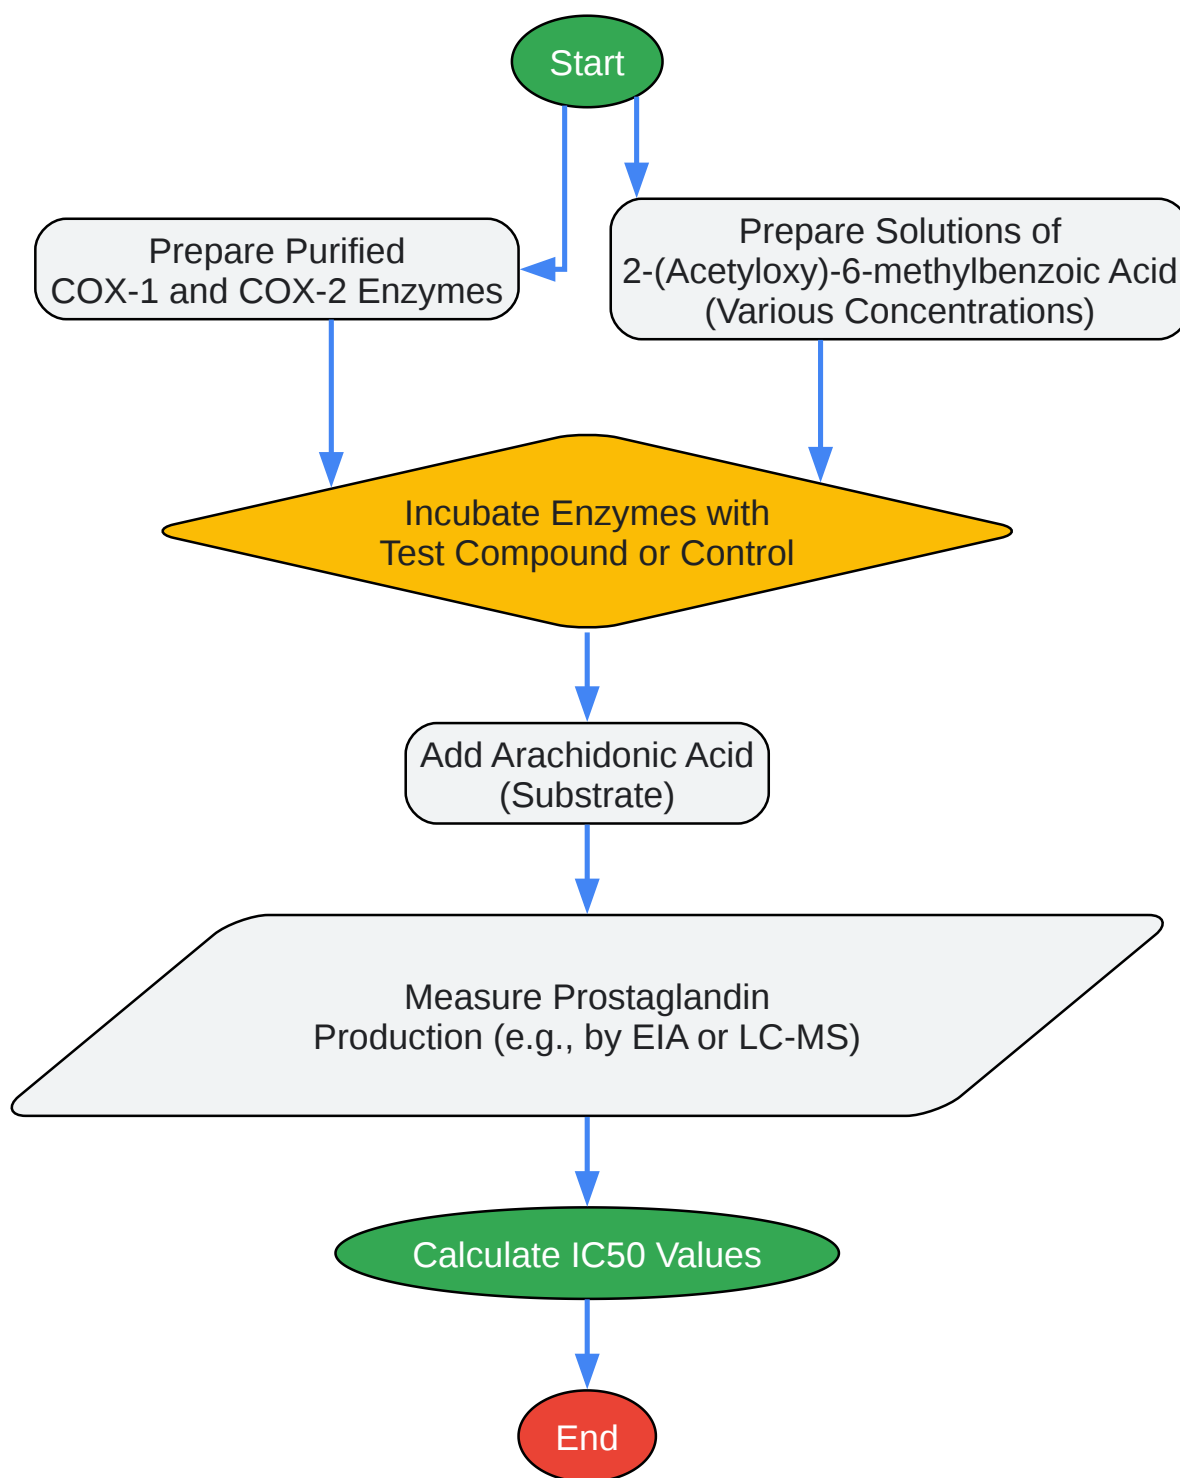 Start
Prepare Purified
COX-1 and COX-2 Enzymes
Prepare Solutions of
2-(Acetyloxy)-6-methylbenzoic Acid
(Various Concentrations)
Incubate Enzymes with
Test Compound or Control
Add Arachidonic Acid
(Substrate)
Measure Prostaglandin
Production (e.g., by EIA or LC-MS)
Calculate IC50 Values
End